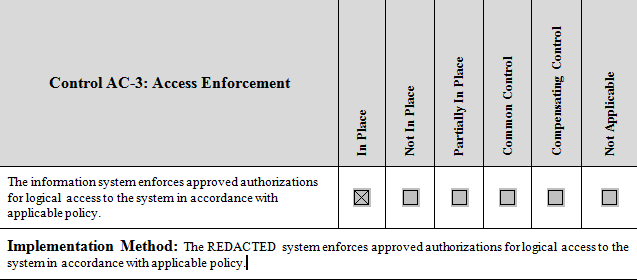 Control AC-3: Access Enforcement
In Place
Not In Place
Partially In Place
Common Control
Compensating Control
Not Applicable
The information system enforces approved authorizations
for logical access to the system in accordance with
applicable policy.
Implementation Method: The REDACTED system enforces approved authorizations for logical access to the
system in accordance with applicable policy.